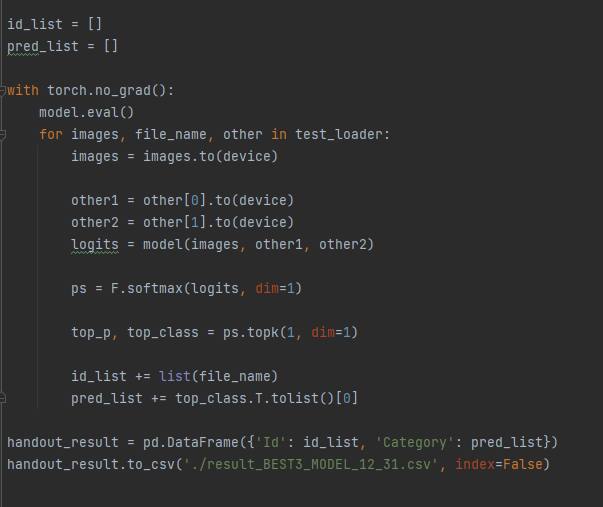 id_list = []
pred_list = []
with torch.no_grad():
    model.eval()
    for images, file_name, other in test_loader:
        images = images.to(device)
        other1 = other[0].to(device)
        other2 = other[1].to(device)
        logits = model(images, other1, other2)
        ps = F.softmax(logits, dim=1)
        top_p, top_class = ps.topk(1, dim=1)
        id_list += list(file_name)
        pred_list += top_class.T.tolist()[0]
handout_result = pd.DataFrame({'Id': id_list, 'Category': pred_list})
handout_result.to_csv('./result_BEST3_MODEL_12_31.csv', index=False)